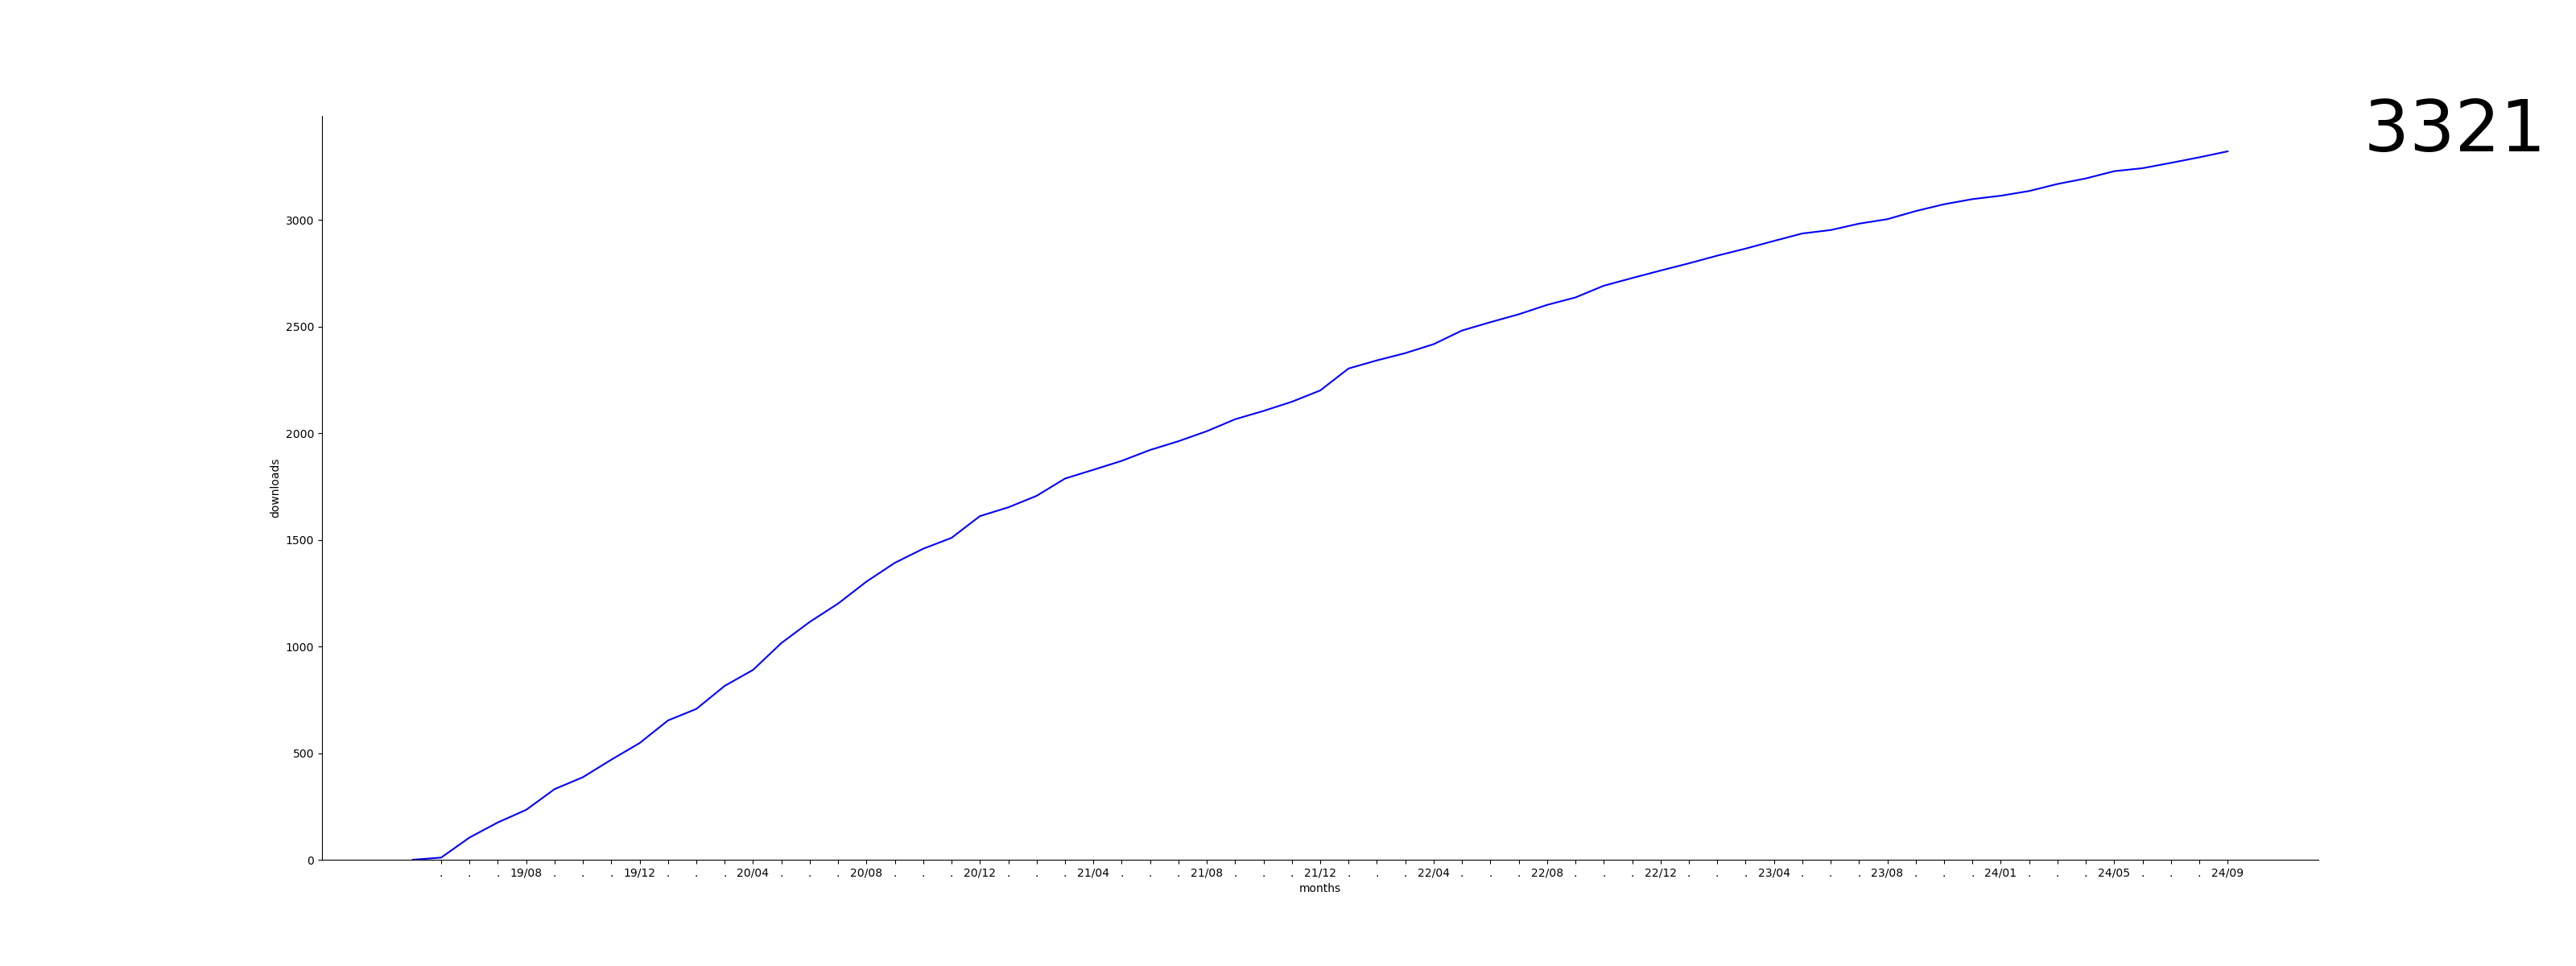 3321
3000
2500
2000
1500
1000
500
0
downloads
. . . 19/08 . . . 19/12 . . . 20/04 . . . 20/08 . . . 20/12 . . . 21/04 . . . 21/08 . . . 21/12 . . . 22/04 . . . 22/08 . . . 22/12 . . . 23/04 . . . 23/08 . . . 24/01 . . . 24/05 . . . 24/09
months